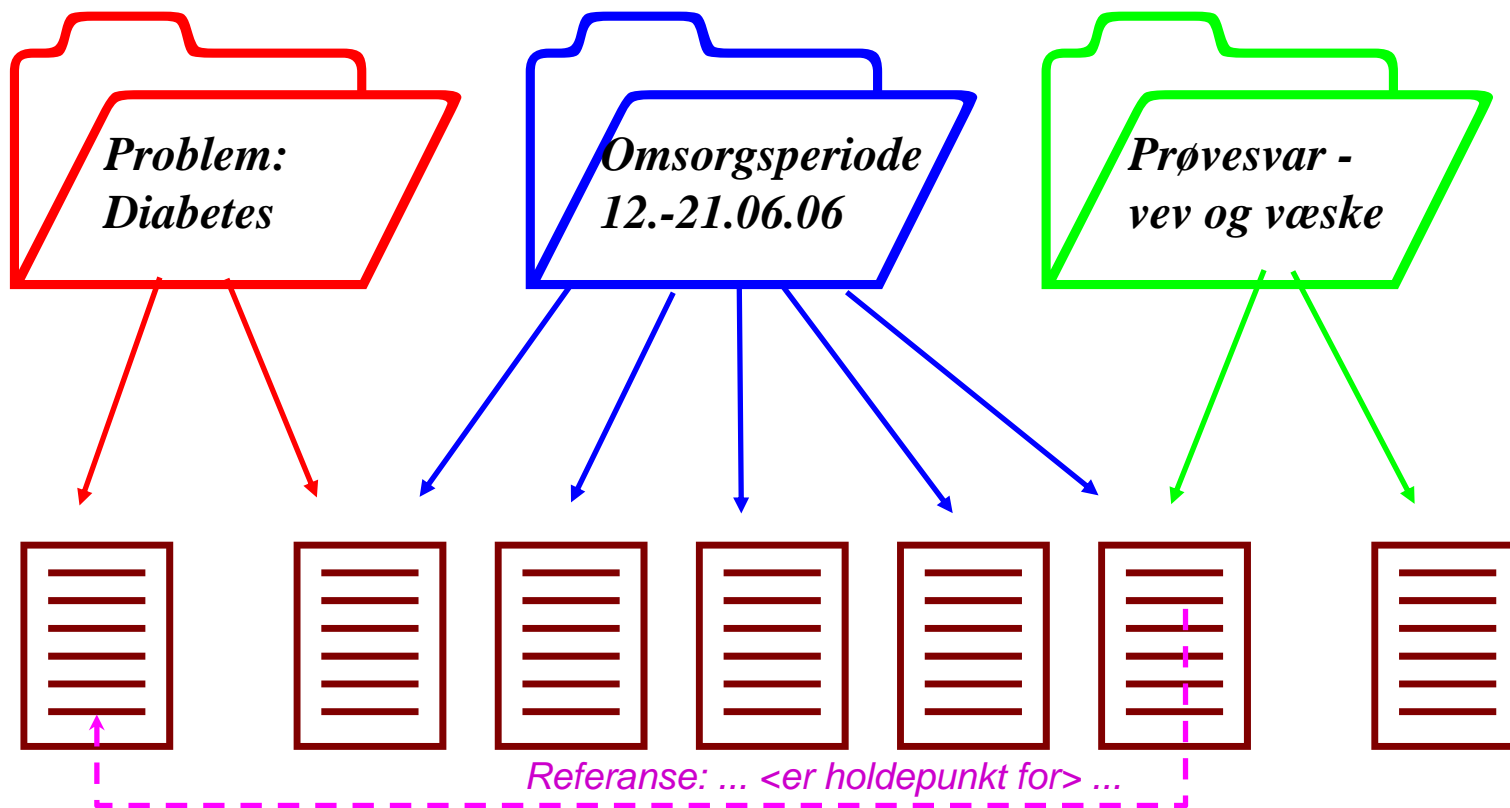 Problem:
Diabetes
Omsorgsperiode
12.-21.06.06
Prøvesvar -
vev og væske
Referanse: ... <er holdepunkt for> ...